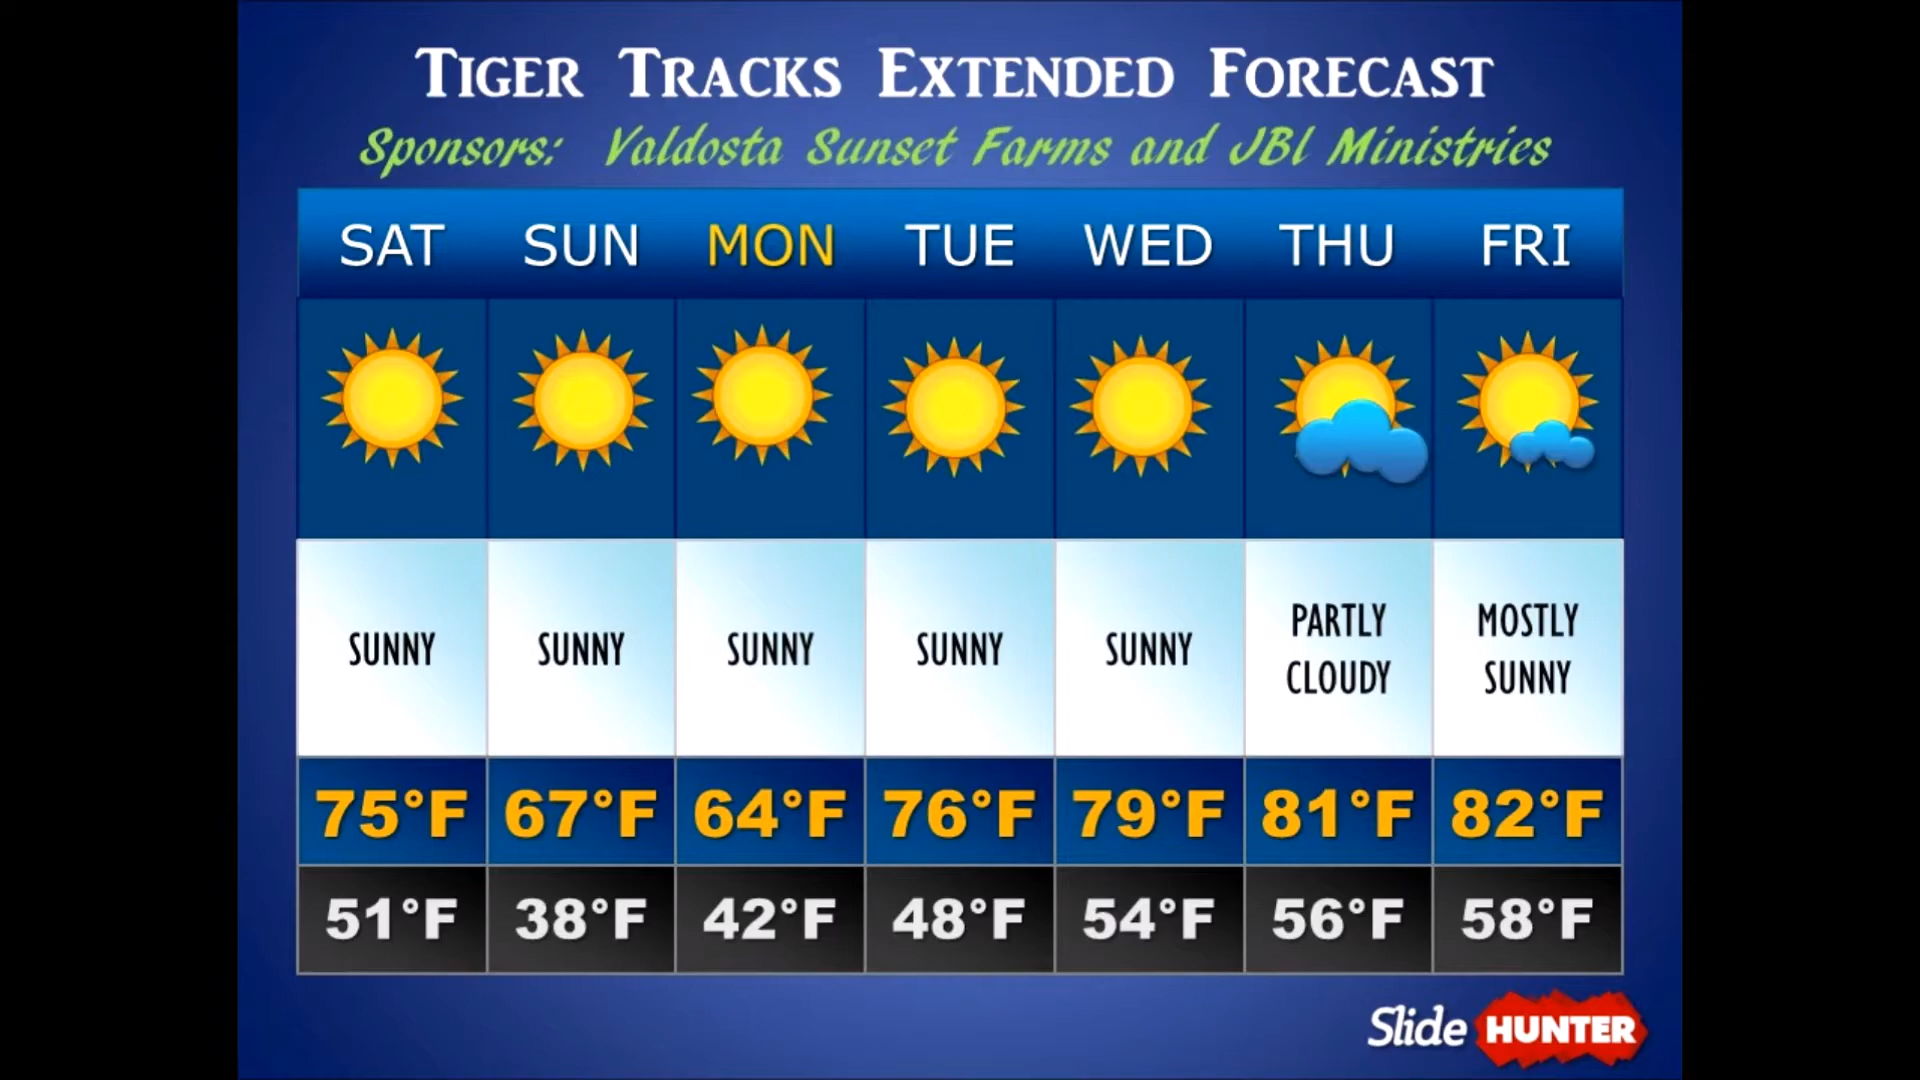 TIGER TRACKS EXTENDED FORECAST
Sponsors: Valdosta Sunset Farms and JBl Ministries
SAT SUN MON TUE WED THU FRI
SUNNY SUNNY SUNNY SUNNY SUNNY PARTLY CLOUDY MOSTLY SUNNY
75°F 67°F 64°F 76°F 79°F 81°F 82°F
51°F 38°F 42°F 48°F 54°F 56°F 58°F
Slide HUNTER